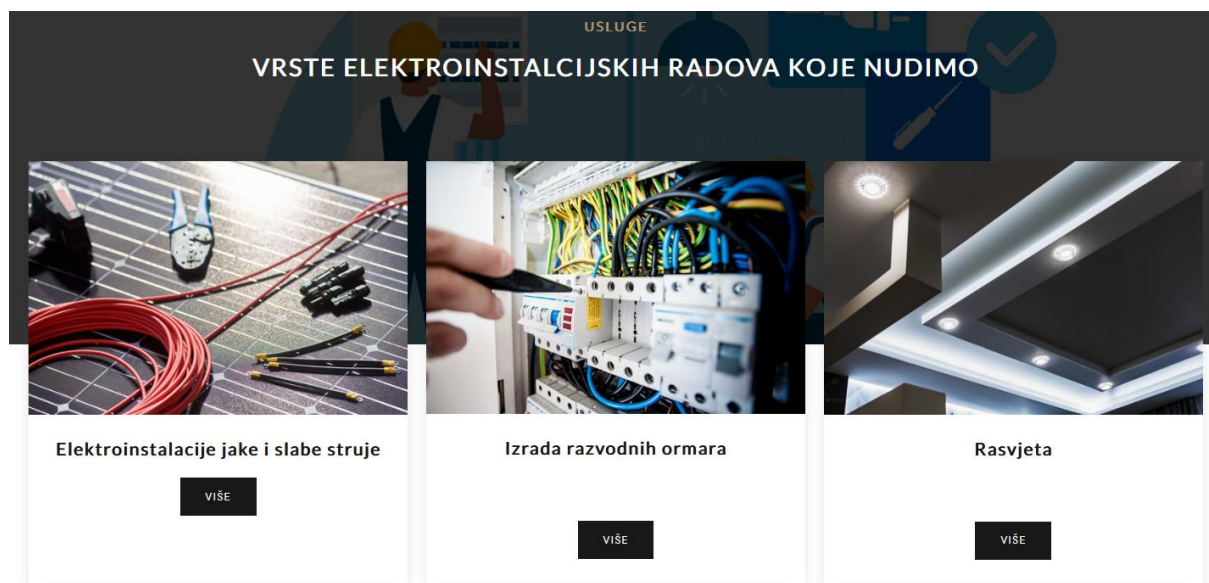 USLUGE
VRSTE ELEKTROINSTALCIJSKIH RADOVA KOJE NUDIMO
Elektroinstalacije jake i slabe struje
VIŠE
Izrada razvodnih ormara
VIŠE
Rasvjeta
VIŠE